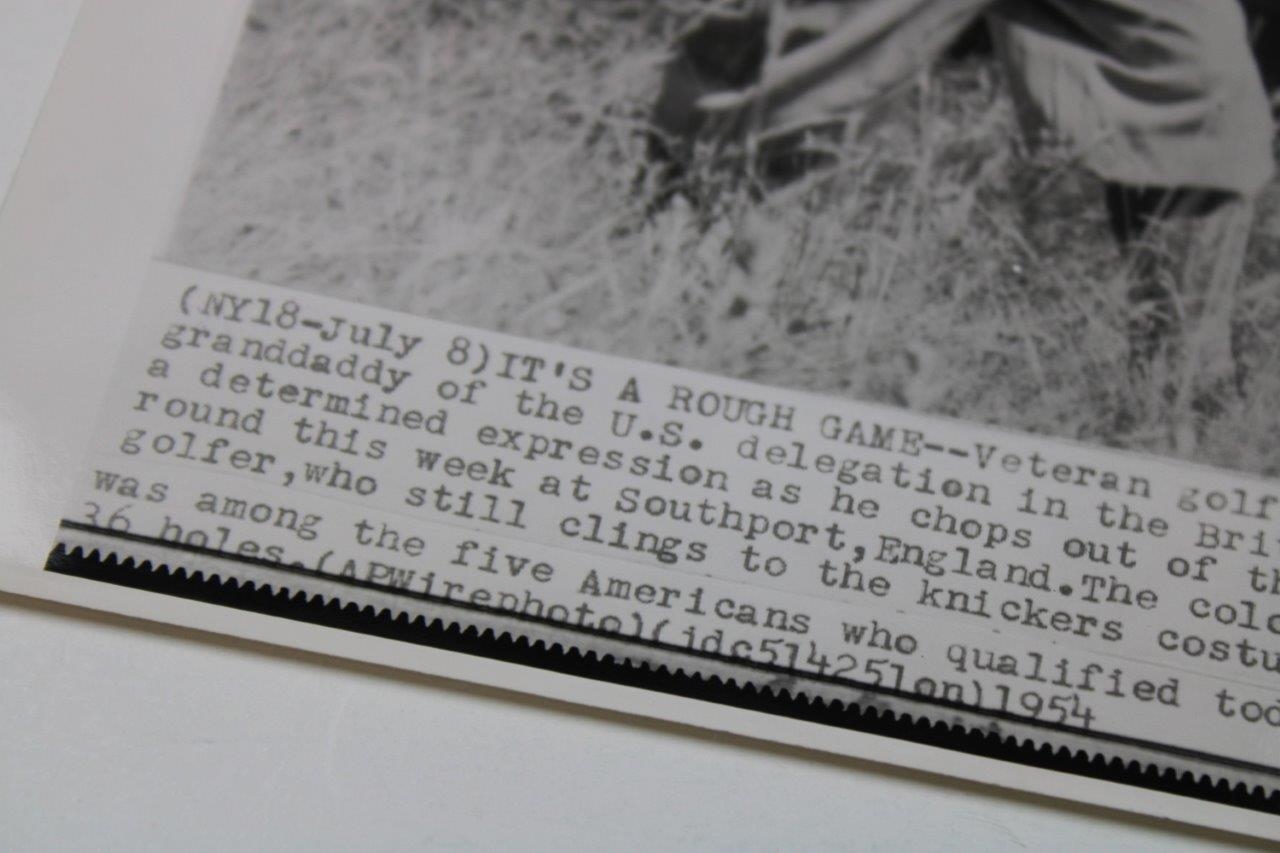 (NY18-July 8)IT'S A ROUGH GAME--Veteran golf
granddaddy of the U.S. delegation in the Bri
a determined expression as he chops out of th
round this week at Southport,England.The colo
golfer,who still clings to the knickers costu
was among the five Americans who qualified tod
36 holes.(APWirephoto)(jdc51425lon)1954